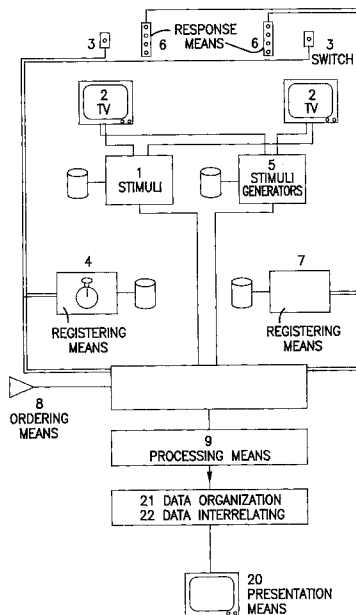 3
6
RESPONSE
MEANS
6
3
SWITCH
2
TV
2
TV
1
STIMULI
5
STIMULI
GENERATORS
4
7
REGISTERING
MEANS
REGISTERING
MEANS
8
ORDERING
MEANS
9
PROCESSING MEANS
21 DATA ORGANIZATION
22 DATA INTERRELATING
20
PRESENTATION
MEANS